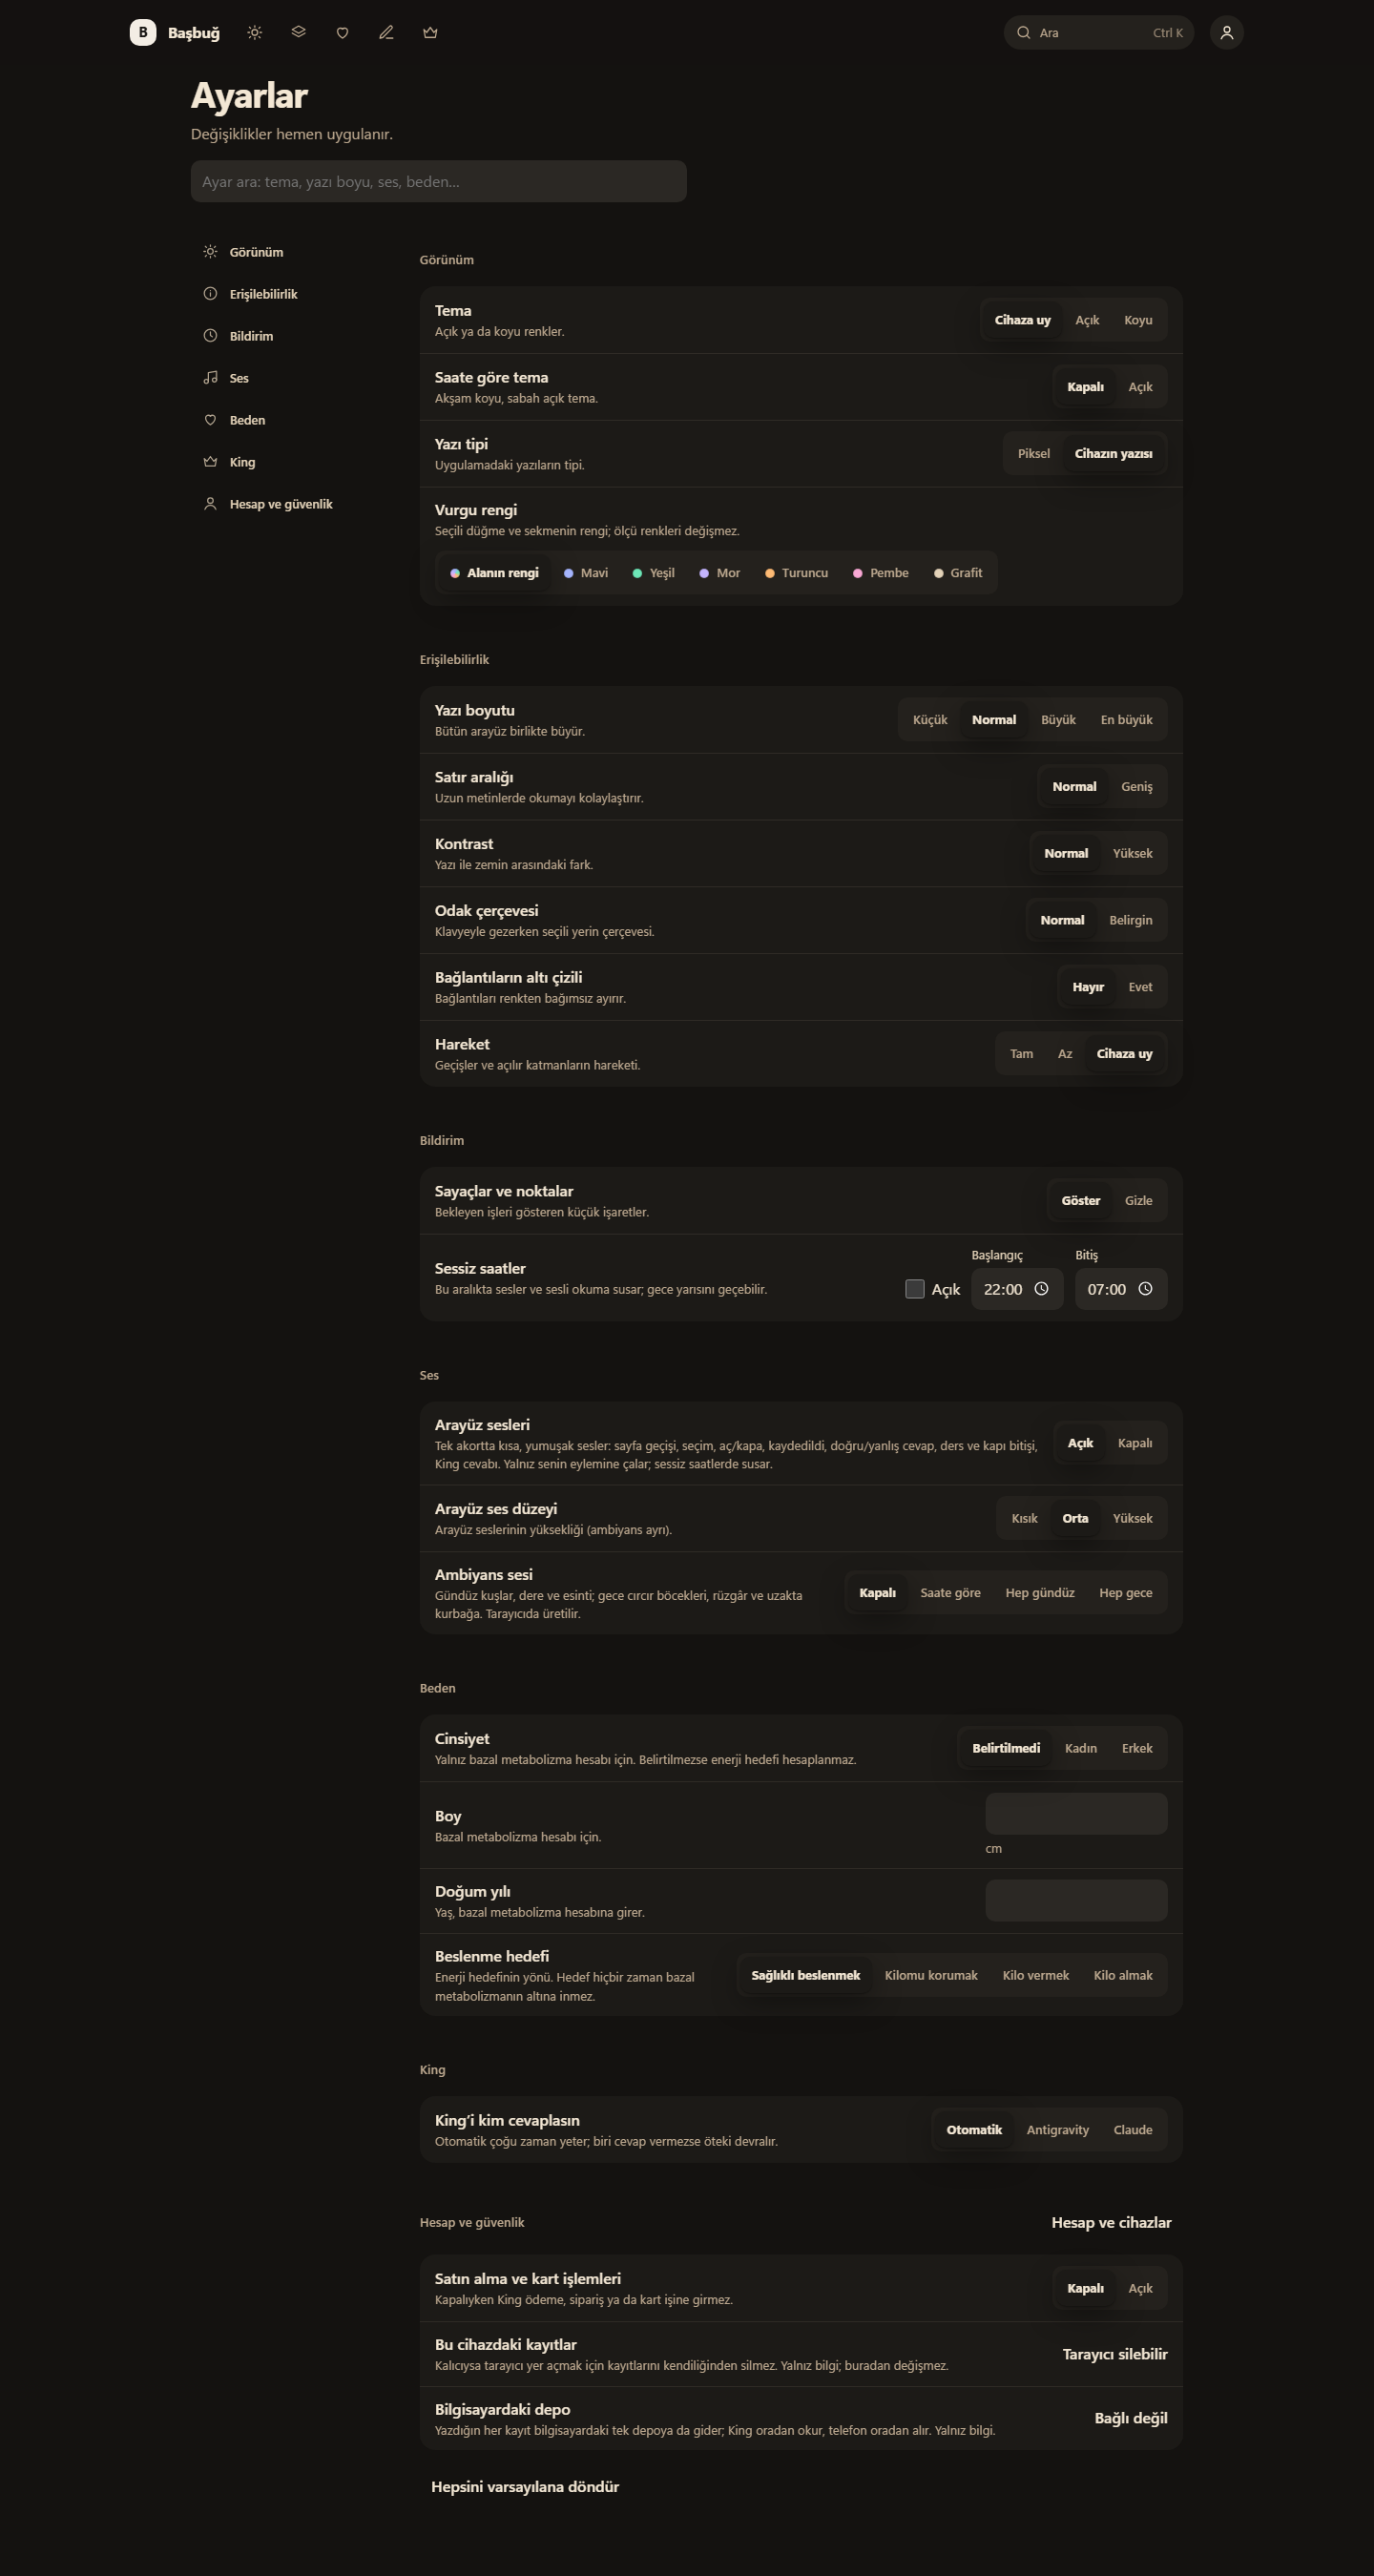 B Başbuğ
Ara Ctrl K
Ayarlar
Değişiklikler hemen uygulanır.
Ayar ara: tema, yazı boyu, ses, beden...
Görünüm
Erişilebilirlik
Bildirim
Ses
Beden
King
Hesap ve güvenlik
Görünüm
Tema
Açık ya da koyu renkler.
Cihaza uy Açık Koyu
Saate göre tema
Akşam koyu, sabah açık tema.
Kapalı Açık
Yazı tipi
Uygulamadaki yazıların tipi.
Piksel Cihazın yazısı
Vurgu rengi
Seçili düğme ve sekmenin rengi; ölçü renkleri değişmez.
Alanın rengi Mavi Yeşil Mor Turuncu Pembe Grafit
Erişilebilirlik
Yazı boyutu
Bütün arayüz birlikte büyür.
Küçük Normal Büyük En büyük
Satır aralığı
Uzun metinlerde okumayı kolaylaştırır.
Normal Geniş
Kontrast
Yazı ile zemin arasındaki fark.
Normal Yüksek
Odak çerçevesi
Klavyeyle gezerken seçili yerin çerçevesi.
Normal Belirgin
Bağlantıların altı çizili
Bağlantıları renkten bağımsız ayırır.
Hayır Evet
Hareket
Geçişler ve açılır katmanların hareketi.
Tam Az Cihaza uy
Bildirim
Sayaçlar ve noktalar
Bekleyen işleri gösteren küçük işaretler.
Göster Gizle
Sessiz saatler
Bu aralıkta sesler ve sesli okuma susar; gece yarısını geçebilir.
Başlangıç Bitiş
Açık 22:00 07:00
Ses
Arayüz sesleri
Tek akortta kısa, yumuşak sesler: sayfa geçişi, seçim, aç/kapa, kaydedildi, doğru/yanlış cevap, ders ve kapı bitişi,
King cevabı. Yalnız senin eylemine çalar; sessiz saatlerde susar.
Açık Kapalı
Arayüz ses düzeyi
Arayüz seslerinin yüksekliği (ambiyans ayrı).
Kısık Orta Yüksek
Ambiyans sesi
Gündüz kuşlar, dere ve esinti; gece cırcır böcekleri, rüzgâr ve uzakta
kurbağa. Tarayıcıda üretilir.
Kapalı Saate göre Hep gündüz Hep gece
Beden
Cinsiyet
Yalnız bazal metabolizma hesabı için. Belirtilmezse enerji hedefi hesaplanmaz.
Belirtilmedi Kadın Erkek
Boy
Bazal metabolizma hesabı için.
cm
Doğum yılı
Yaş, bazal metabolizma hesabına girer.
Beslenme hedefi
Enerji hedefinin yönü. Hedef hiçbir zaman bazal
metabolizmanın altına inmez.
Sağlıklı beslenmek Kilomu korumak Kilo vermek Kilo almak
King
King’i kim cevaplasın
Otomatik çoğu zaman yeter; biri cevap vermezse öteki devralır.
Otomatik Antigravity Claude
Hesap ve güvenlik
Hesap ve cihazlar
Satın alma ve kart işlemleri
Kapalıyken King ödeme, sipariş ya da kart işine girmez.
Kapalı Açık
Bu cihazdaki kayıtlar
Kalıcıysa tarayıcı yer açmak için kayıtlarını kendiliğinden silmez. Yalnız bilgi; buradan değişmez.
Tarayıcı silebilir
Bilgisayardaki depo
Yazdığın her kayıt bilgisayardaki tek depoya da gider; King oradan okur, telefon oradan alır. Yalnız bilgi.
Bağlı değil
Hepsini varsayılana döndür